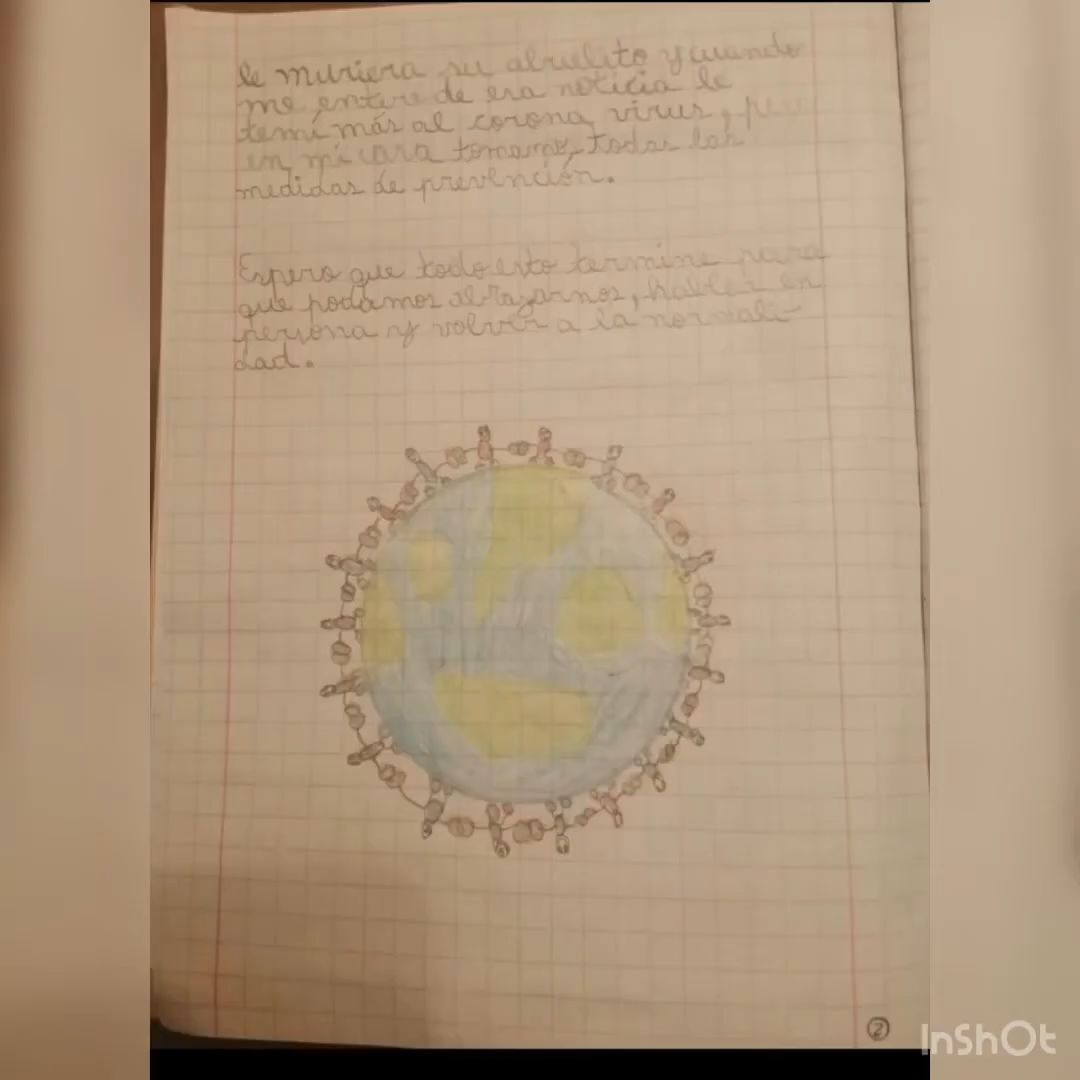 le muriera su abuelito y cuando
me entere de esa noticia le
temí más al corona virus, pero
en mi casa tomamos todas las
medidas de prevención.
Espero que todo esto termine para
que podamos abrazarnos, hablar en
persona y volver a la normali-
dad.
2
InShOt